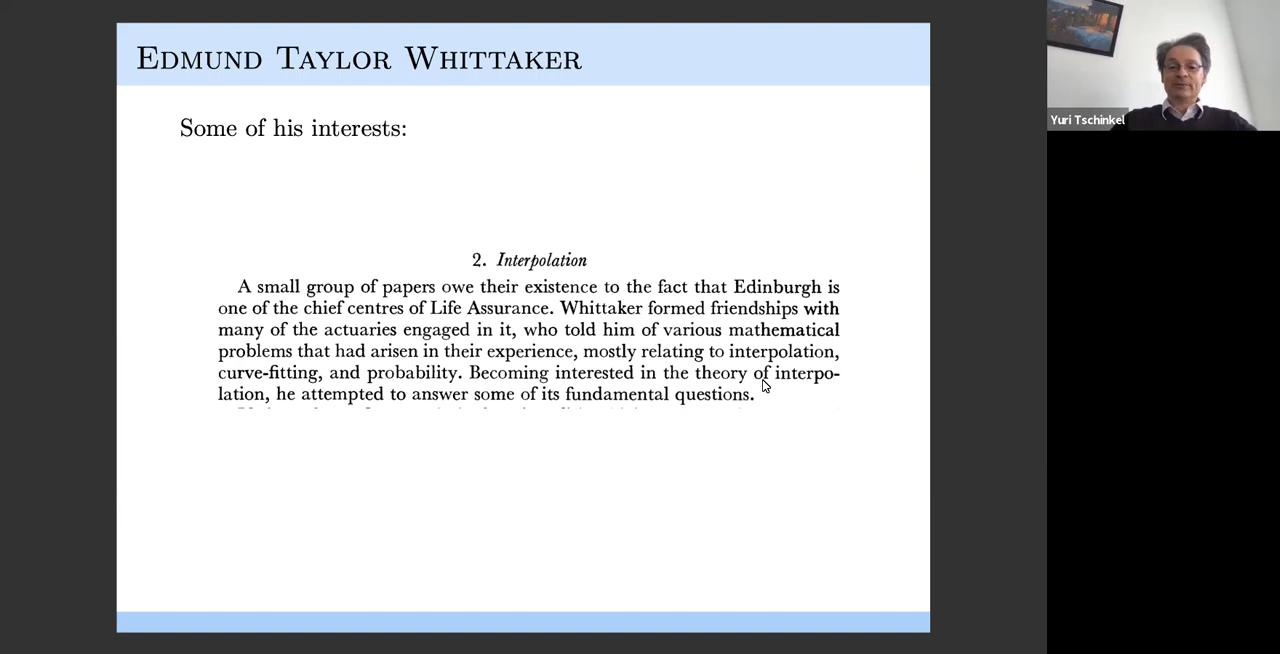 EDMUND TAYLOR WHITTAKER
Some of his interests:
2. Interpolation
A small group of papers owe their existence to the fact that Edinburgh is
one of the chief centres of Life Assurance. Whittaker formed friendships with
many of the actuaries engaged in it, who told him of various mathematical
problems that had arisen in their experience, mostly relating to interpolation,
curve-fitting, and probability. Becoming interested in the theory of interpo-
lation, he attempted to answer some of its fundamental questions.
Yuri Tschinkel